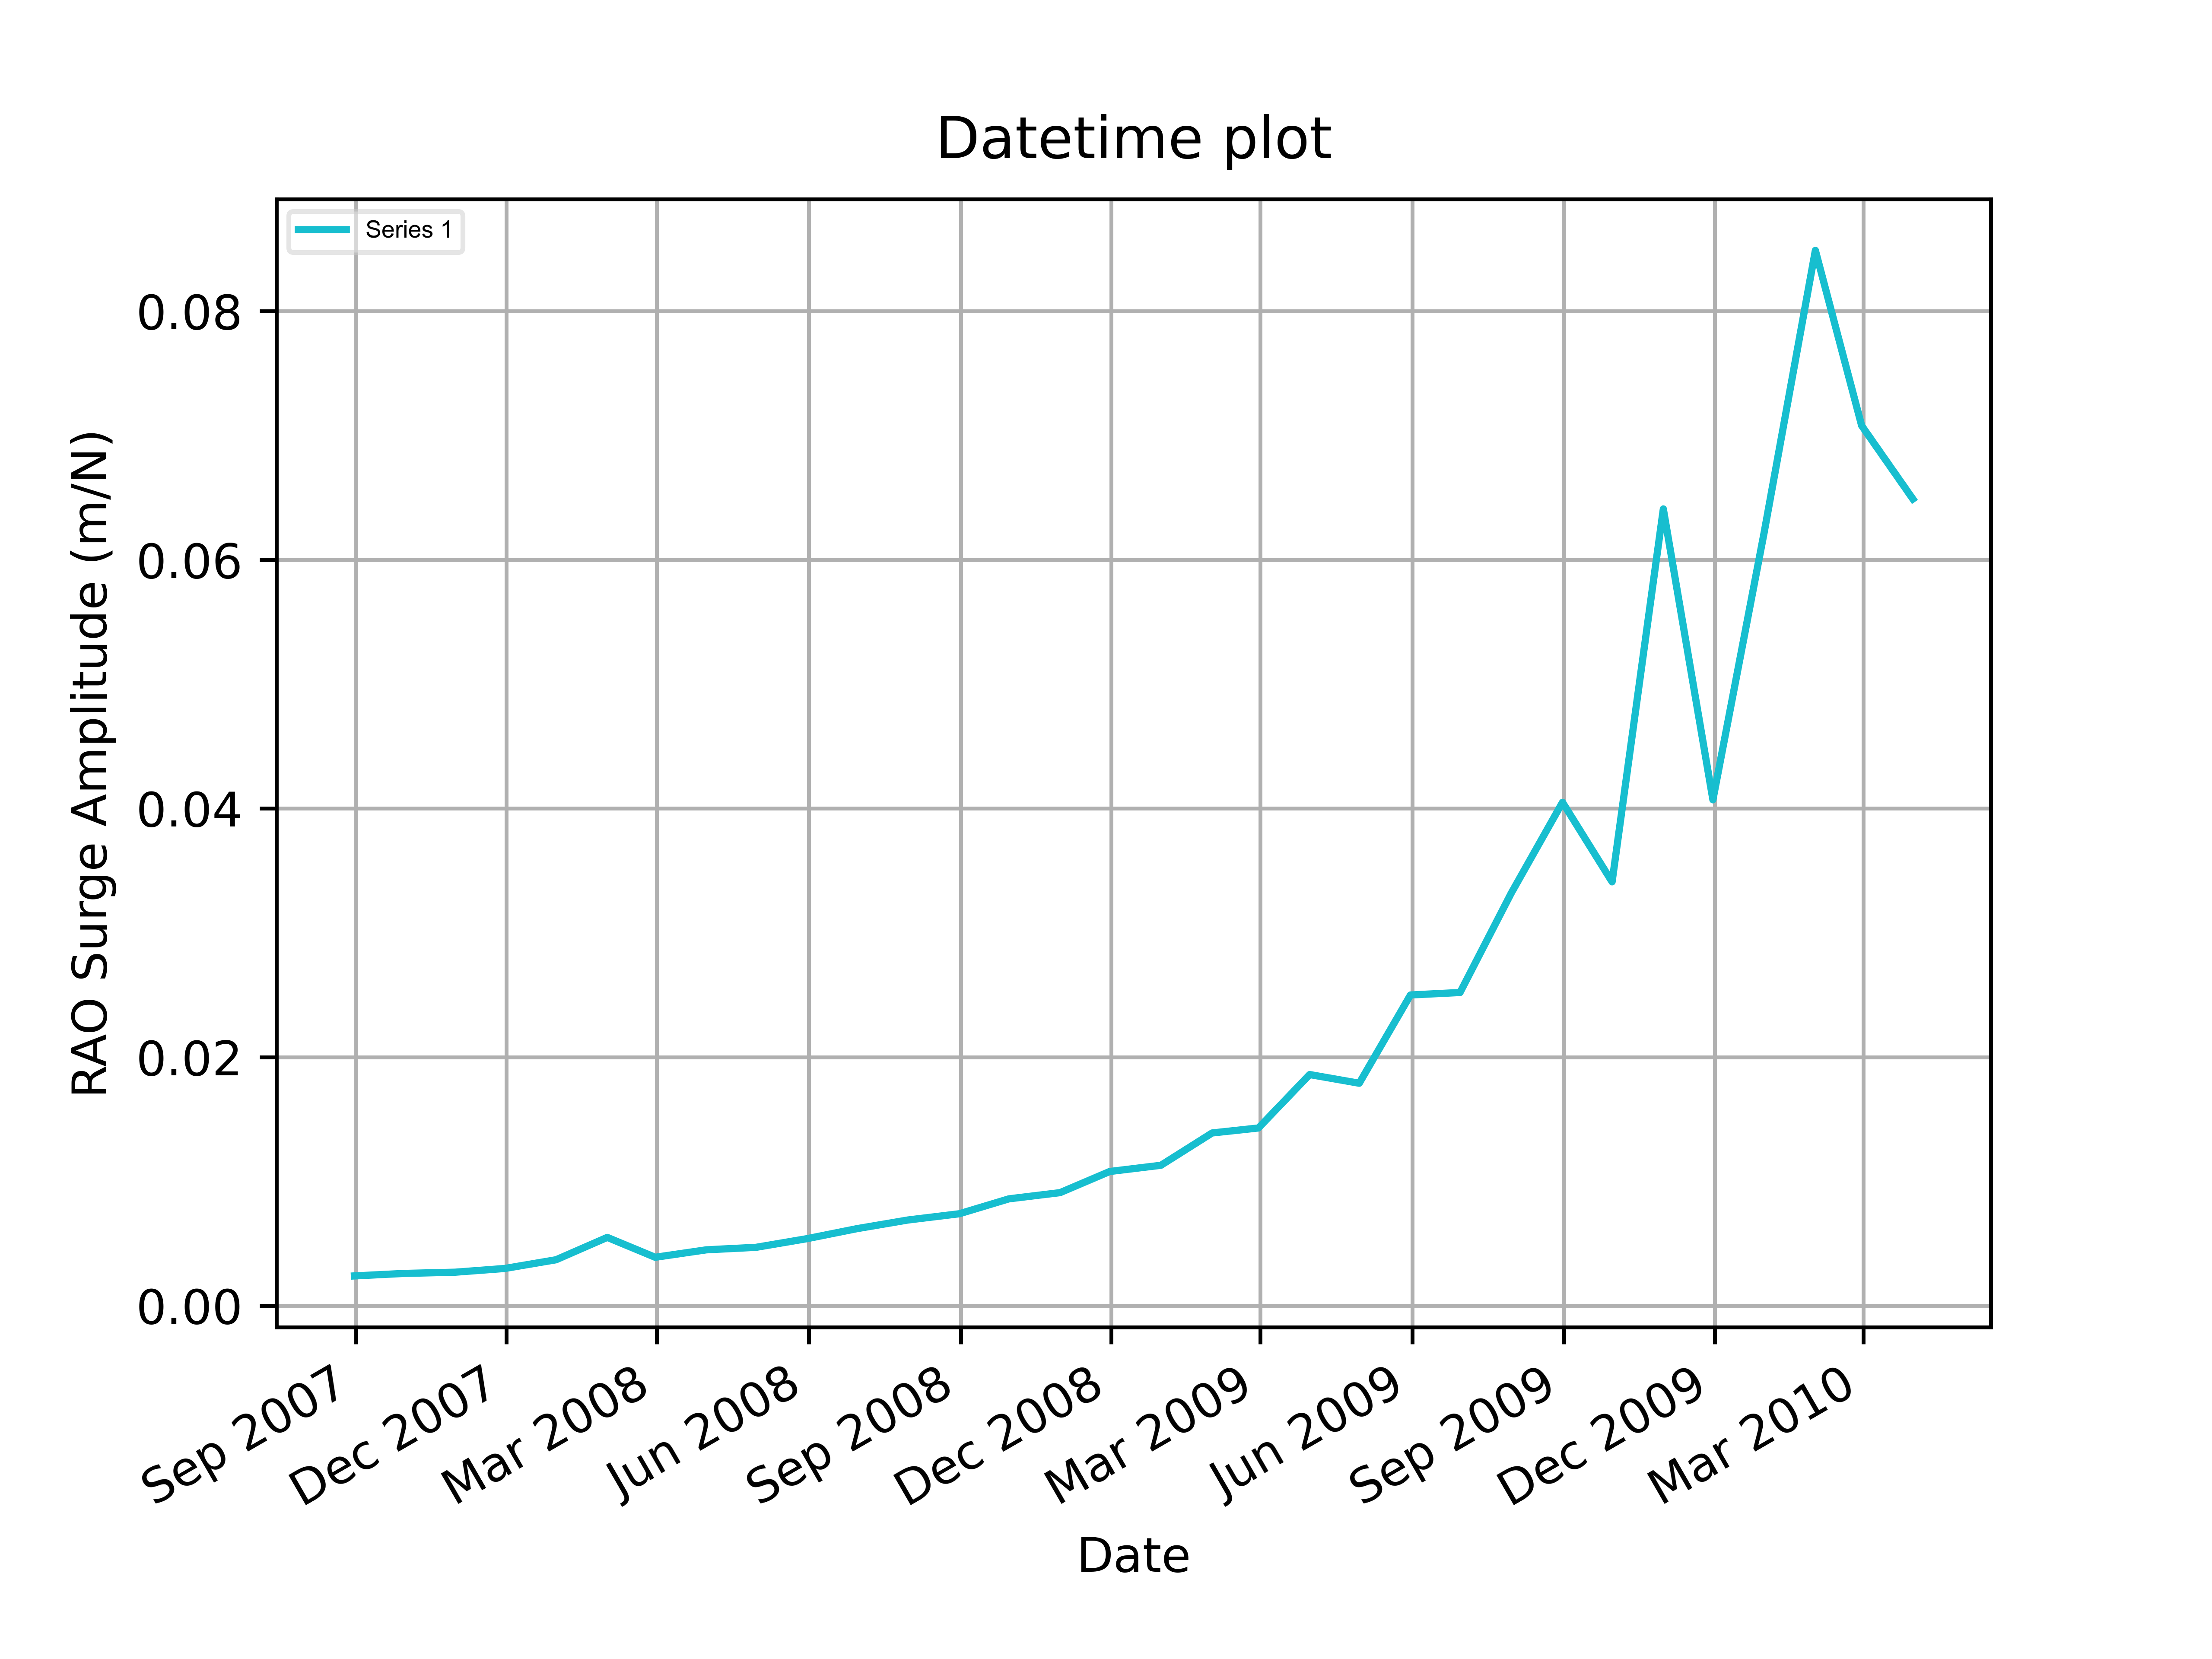 Datetime plot
Series 1
RAO Surge Amplitude (m/N)
0.08
0.06
0.04
0.02
0.00
Sep 2007
Dec 2007
Mar 2008
Jun 2008
Sep 2008
Dec 2008
Mar 2009
Jun 2009
Sep 2009
Dec 2009
Mar 2010
Date